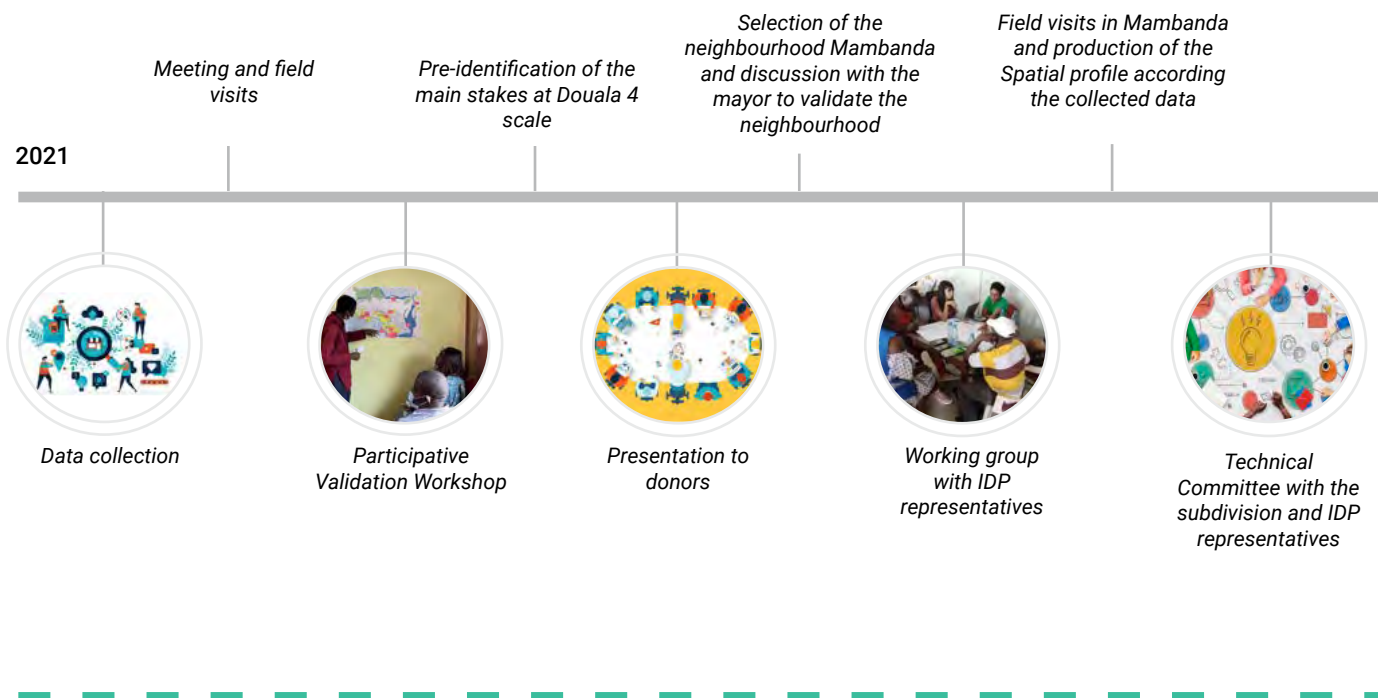 2021
Meeting and field
visits
Pre-identification of the
main stakes at Douala 4
scale
Selection of the
neighbourhood Mambanda
and discussion with the
mayor to validate the
neighbourhood
Field visits in Mambanda
and production of the
Spatial profile according
the collected data
Data collection
Participative
Validation Workshop
Presentation to
donors
Working group
with IDP
representatives
Technical
Committee with the
subdivision and IDP
representatives